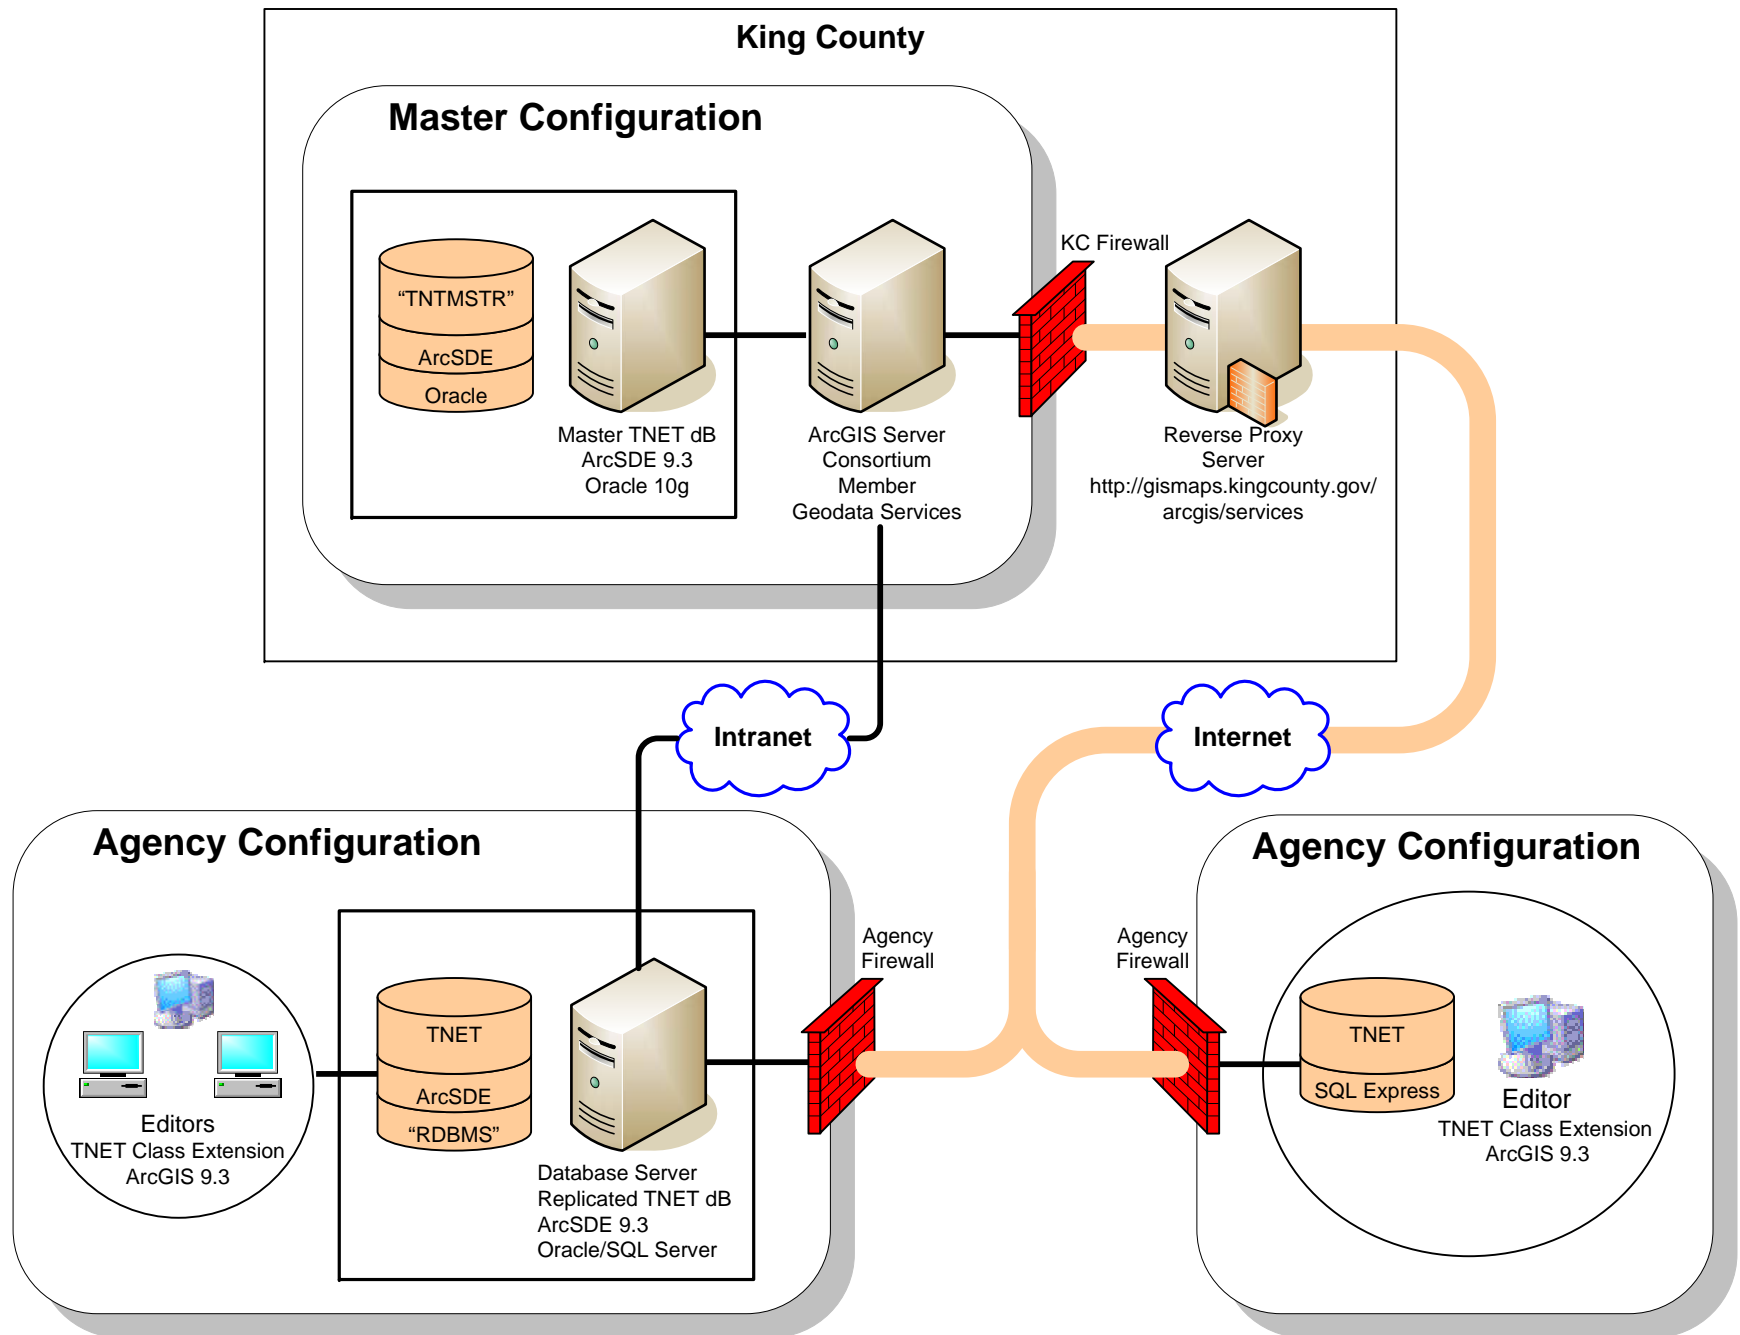 King County
Master Configuration
“TNTMSTR”
ArcSDE
Oracle
Master TNET dB
ArcSDE 9.3
Oracle 10g
ArcGIS Server
Consortium
Member
Geodata Services
KC Firewall
Reverse Proxy
Server
http://gismaps.kingcounty.gov/
arcgis/services
Intranet
Internet
Agency Configuration
Editors
TNET Class Extension
ArcGIS 9.3
TNET
ArcSDE
“RDBMS”
Database Server
Replicated TNET dB
ArcSDE 9.3
Oracle/SQL Server
Agency
Firewall
Agency
Firewall
Agency Configuration
TNET
SQL Express
Editor
TNET Class Extension
ArcGIS 9.3